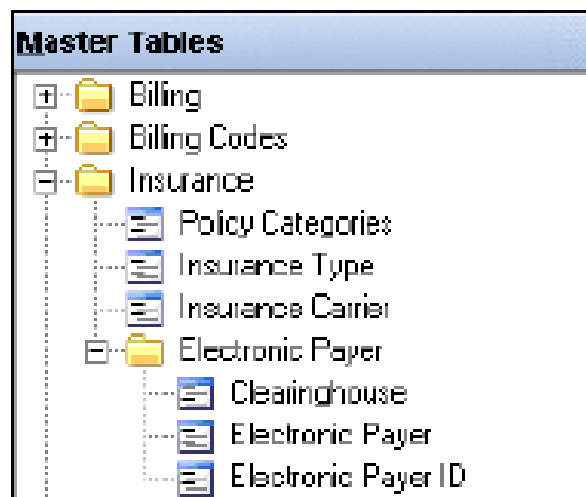 Master Tables
Billing
Billing Codes
Insurance
Policy Categories
Insurance Type
Insurance Carrier
Electronic Payer
Clearinghouse
Electronic Payer
Electronic Payer ID